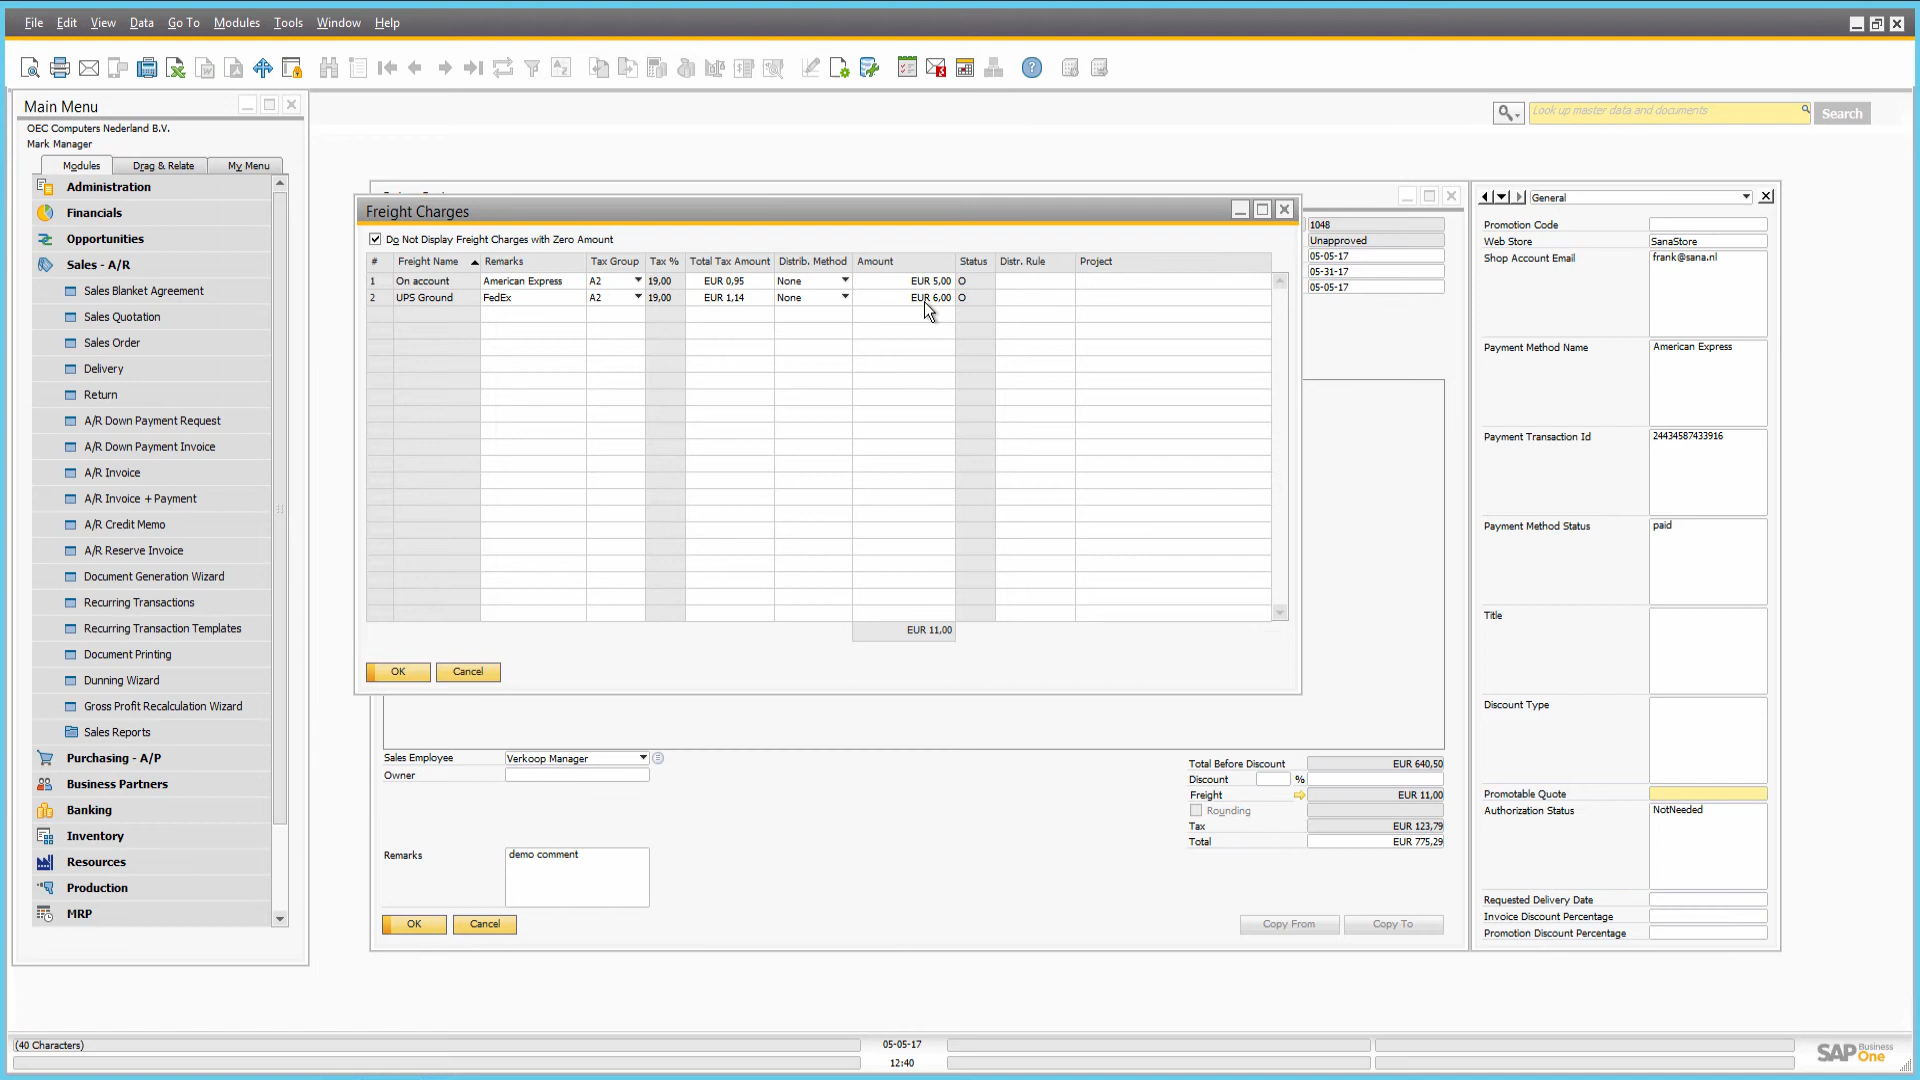 File Edit View Data Go To Modules Tools Window Help
Main Menu
OEC Computers Nederland B.V.
Mark Manager
Modules Drag & Relate My Menu
Administration
Financials
Opportunities
Sales - A/R
Sales Blanket Agreement
Sales Quotation
Sales Order
Delivery
Return
A/R Down Payment Request
A/R Down Payment Invoice
A/R Invoice
A/R Invoice + Payment
A/R Credit Memo
A/R Reserve Invoice
Document Generation Wizard
Recurring Transactions
Recurring Transaction Templates
Document Printing
Dunning Wizard
Gross Profit Recalculation Wizard
Sales Reports
Purchasing - A/P
Business Partners
Banking
Inventory
Resources
Production
MRP
Look up master data and documents Search
Freight Charges
Do Not Display Freight Charges with Zero Amount
# Freight Name Remarks Tax Group Tax % Total Tax Amount Distrib. Method Amount Status Distr. Rule Project
1 On account American Express A2 19,00 EUR 0,95 None EUR 5,00 O
2 UPS Ground FedEx A2 19,00 EUR 1,14 None EUR 6,00 O
EUR 11,00
OK Cancel
1048
Unapproved
05-05-17
05-31-17
05-05-17
Sales Employee Verkoop Manager
Owner
Remarks demo comment
Total Before Discount EUR 640,50
Discount %
Freight EUR 11,00
Rounding
Tax EUR 123,79
Total EUR 775,29
OK Cancel Copy From Copy To
General
Promotion Code
Web Store SanaStore
Shop Account Email frank@sana.nl
Payment Method Name American Express
Payment Transaction Id 24434587433916
Payment Method Status paid
Title
Discount Type
Promotable Quote
Authorization Status NotNeeded
Requested Delivery Date
Invoice Discount Percentage
Promotion Discount Percentage
(40 Characters) 05-05-17
12:40
SAP Business One